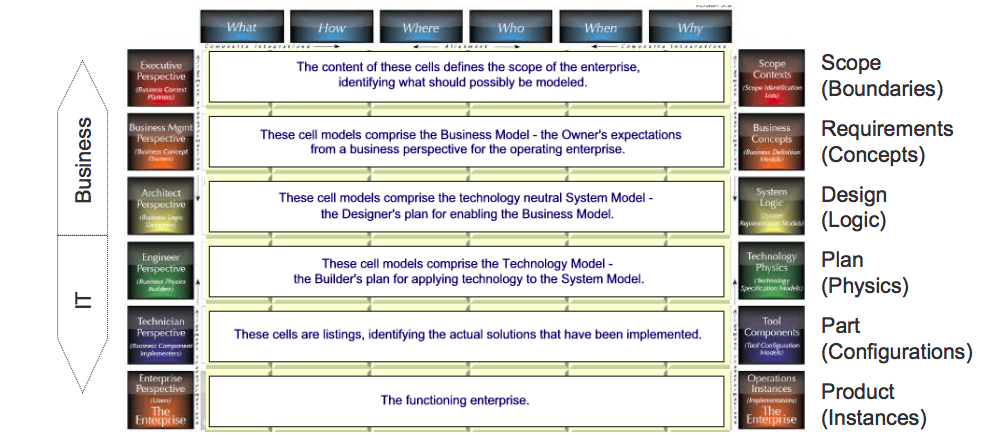 What How Where Who When Why
Composite Integrations Alignment Composite Integrations
Executive
Perspective
(Business Context
Planners)
The content of these cells defines the scope of the enterprise,
identifying what should possibly be modeled.
Scope
Contexts
(Scope Identification
Lists)
Scope
(Boundaries)
Business Mgmt
Perspective
(Business Concept
Owners)
These cell models comprise the Business Model - the Owner's expectations
from a business perspective for the operating enterprise.
Business
Concepts
(Business Definition
Models)
Requirements
(Concepts)
Business
Architect
Perspective
(Business Logic
Designers)
These cell models comprise the technology neutral System Model -
the Designer's plan for enabling the Business Model.
System
Logic
(System
Representation Models)
Design
(Logic)
IT
Engineer
Perspective
(Business Physics
Builders)
These cell models comprise the Technology Model -
the Builder's plan for applying technology to the System Model.
Technology
Physics
(Technology
Specification Models)
Plan
(Physics)
Technician
Perspective
(Business Component
Implementers)
These cells are listings, identifying the actual solutions that have been implemented.
Tool
Components
(Tool Configuration
Models)
Part
(Configurations)
Enterprise
Perspective
(Users)
The
Enterprise
The functioning enterprise.
Operations
Instances
(Implementations)
The
Enterprise
Product
(Instances)